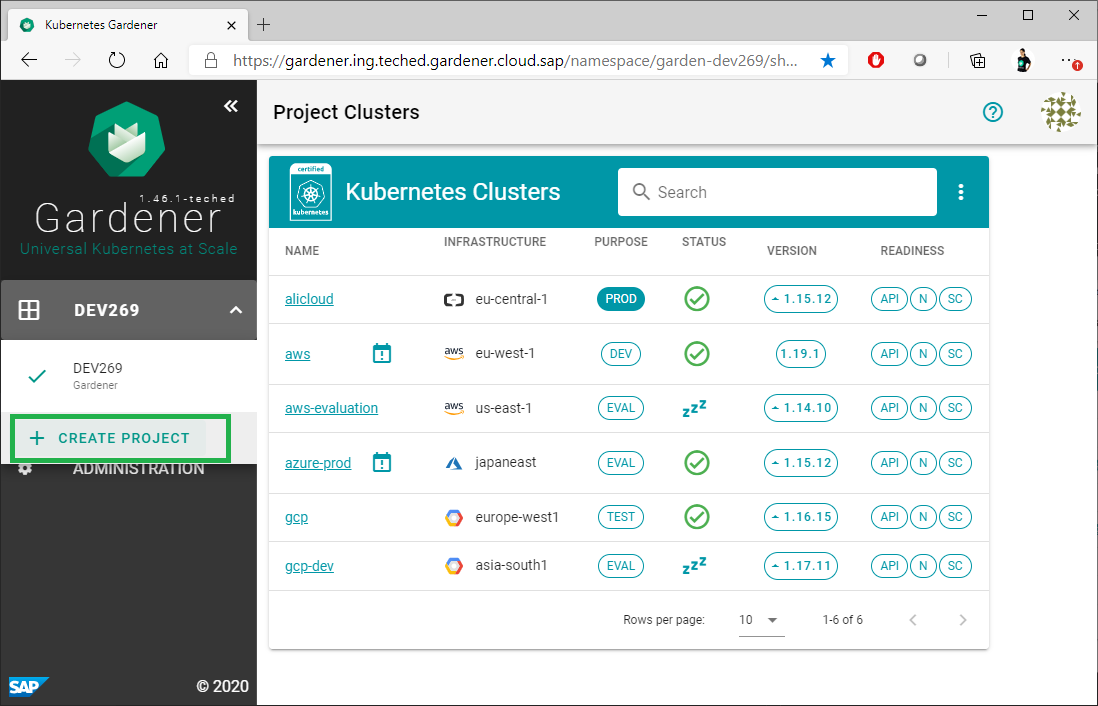 Kubernetes Gardener
https://gardener.ing.teched.gardener.cloud.sap/namespace/garden-dev269/sh...
1.46.1-teched
Gardener
Universal Kubernetes at Scale
DEV269
DEV269
Gardener
CREATE PROJECT
ADMINISTRATION
SAP
© 2020
Project Clusters
certified
kubernetes
Kubernetes Clusters
Search
NAME INFRASTRUCTURE PURPOSE STATUS VERSION READINESS
alicloud eu-central-1 PROD 1.15.12 API N SC
aws aws eu-west-1 DEV 1.19.1 API N SC
aws-evaluation aws us-east-1 EVAL zzZ 1.14.10 API N SC
azure-prod japaneast EVAL 1.15.12 API N SC
gcp europe-west1 TEST 1.16.15 API N SC
gcp-dev asia-south1 EVAL zzZ 1.17.11 API N SC
Rows per page: 10 1-6 of 6